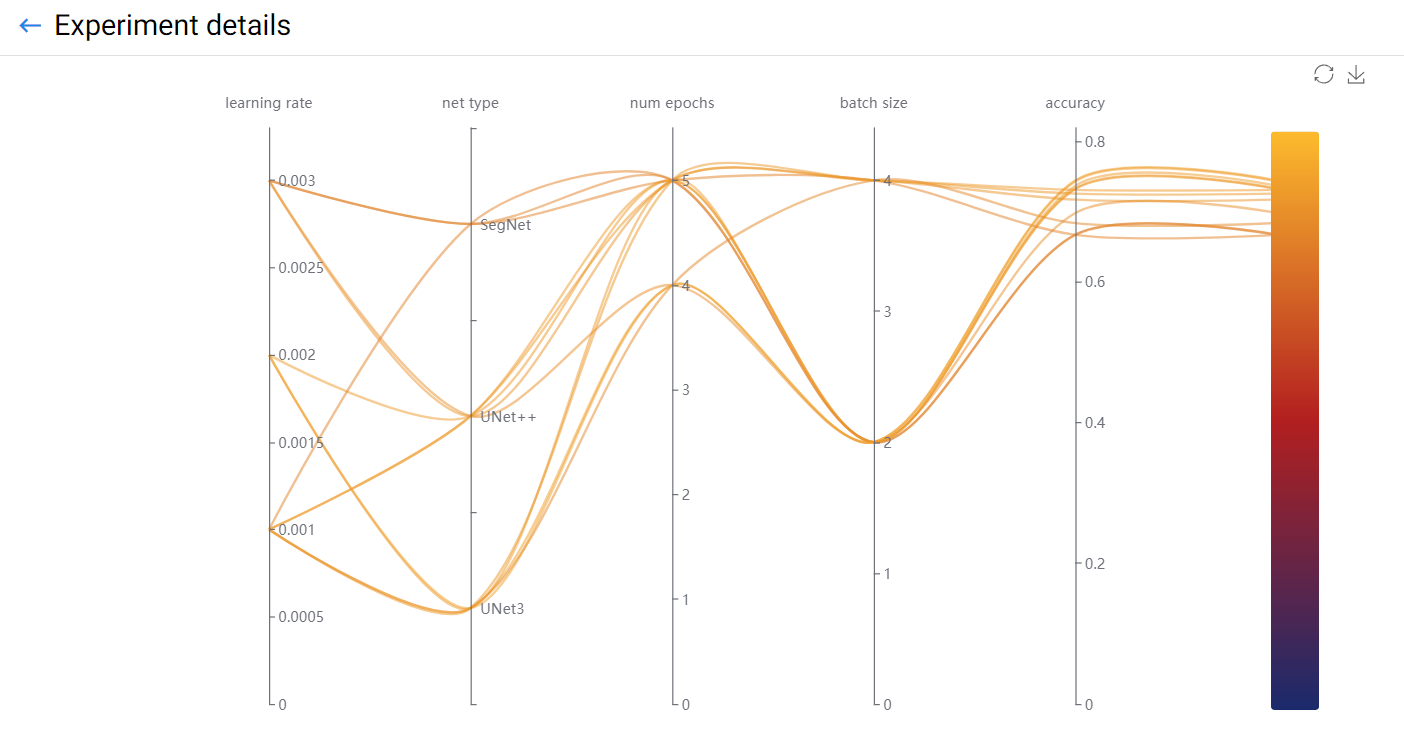 Experiment details
learning rate net type num epochs batch size accuracy
0.8
0.003 5 4
SegNet
0.0025
4 0.6
3
0.002
3
UNet++ 0.4
0.0015 2
2
1 0.2
0.001
1
UNet3
0.0005
0 0 0 0